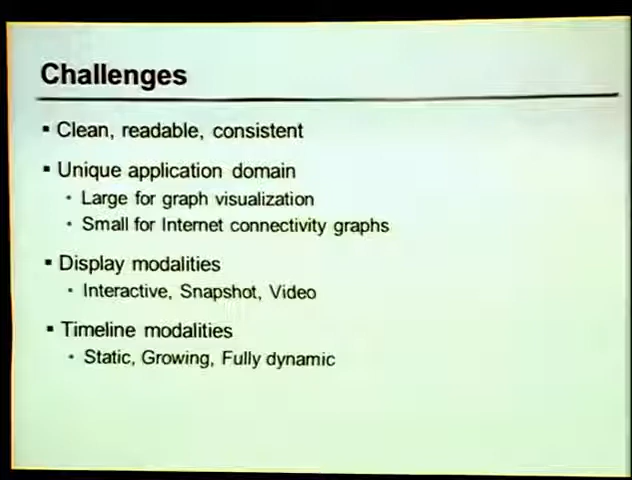 Challenges
▪ Clean, readable, consistent
▪ Unique application domain
• Large for graph visualization
• Small for Internet connectivity graphs
▪ Display modalities
• Interactive, Snapshot, Video
▪ Timeline modalities
• Static, Growing, Fully dynamic